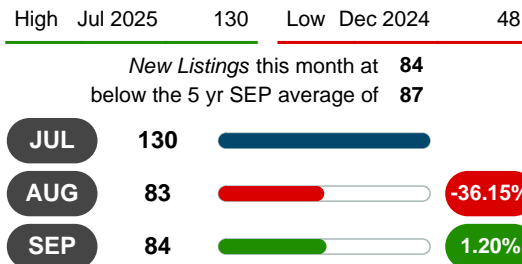 High Jul 2025 130 Low Dec 2024 48
New Listings this month at 84
below the 5 yr SEP average of 87
JUL 130
AUG 83 -36.15%
SEP 84 1.20%